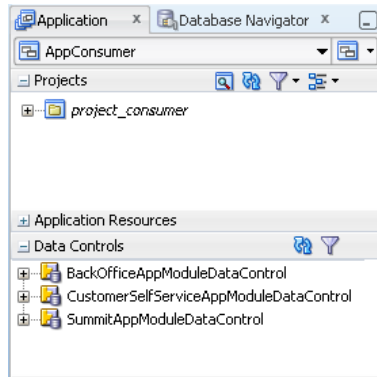 Application Database Navigator
AppConsumer
Projects
project_consumer
Application Resources
Data Controls
BackOfficeAppModuleDataControl
CustomerSelfServiceAppModuleDataControl
SummitAppModuleDataControl